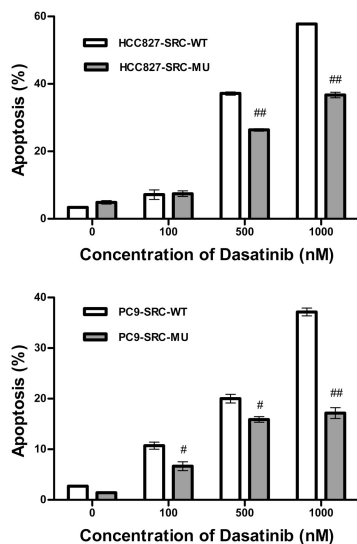 60
40
20
0
Apoptosis (%)
HCC827-SRC-WT
HCC827-SRC-MU
##
##
0 100 500 1000
Concentration of Dasatinib (nM)
40
30
20
10
0
Apoptosis (%)
PC9-SRC-WT
PC9-SRC-MU
#
#
##
0 100 500 1000
Concentration of Dasatinib (nM)